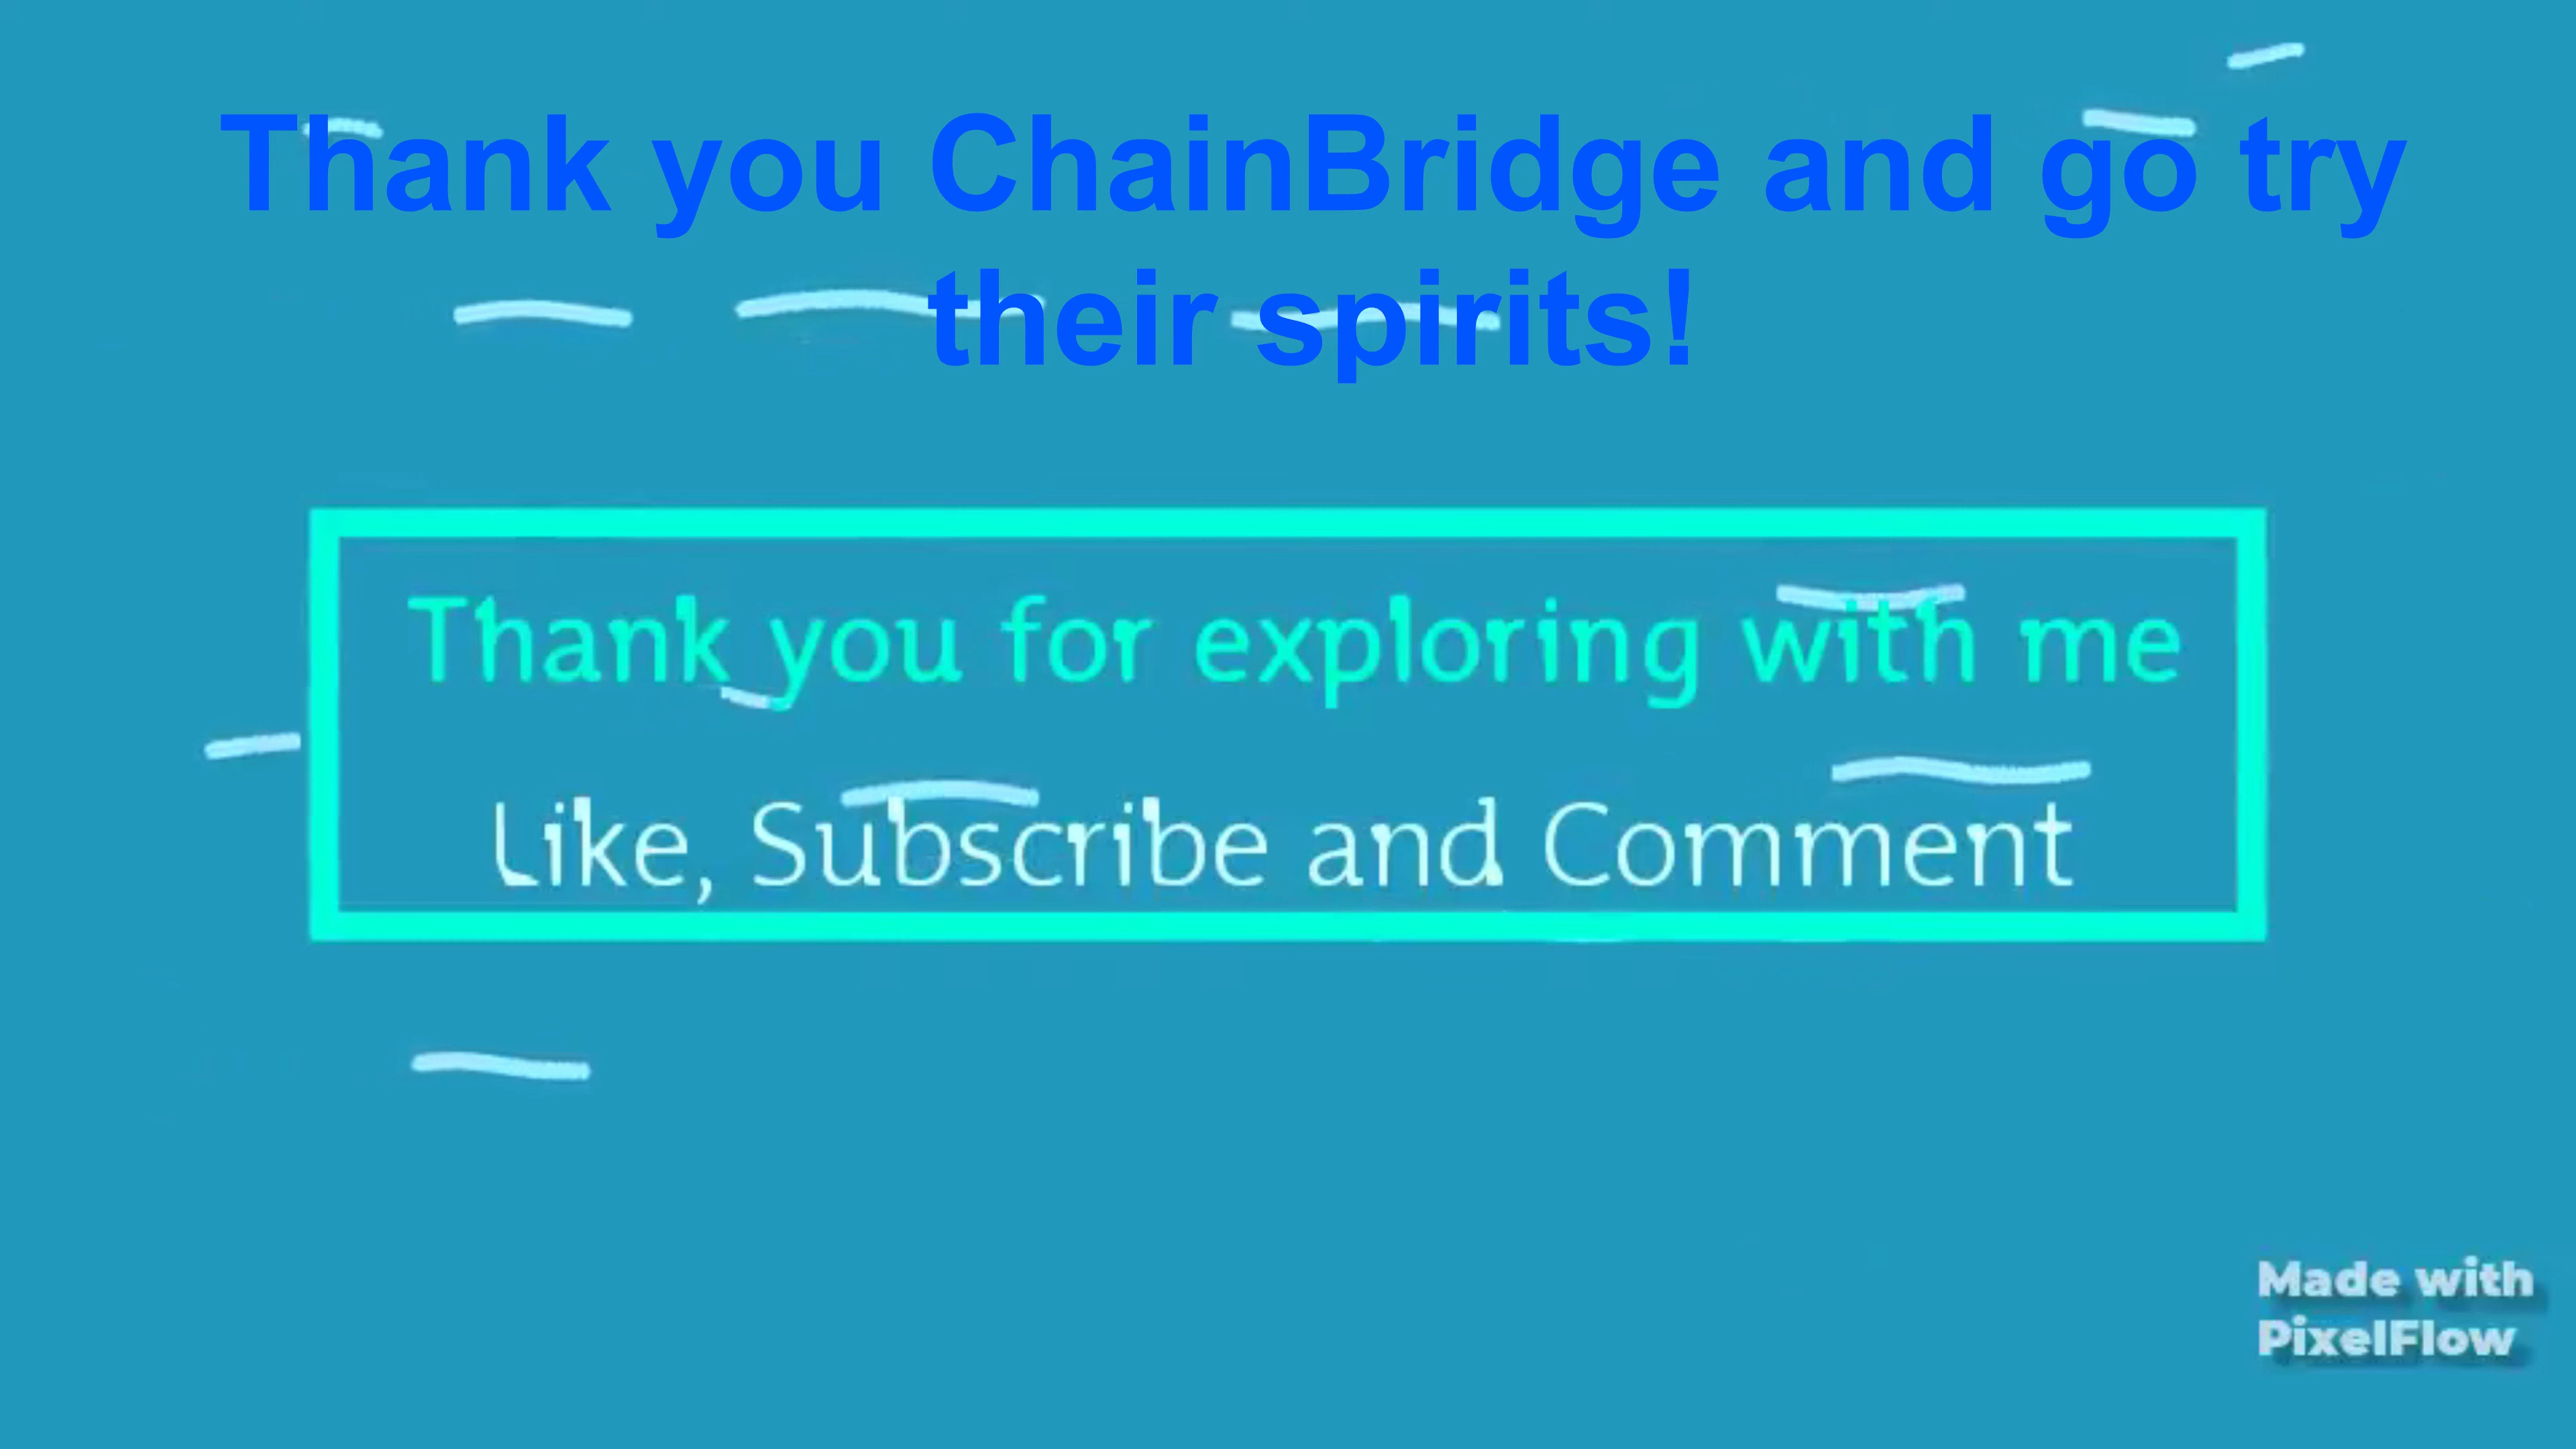 Thank you ChainBridge and go try
their spirits!
Thank you for exploring with me
Like, Subscribe and Comment
Made with
PixelFlow